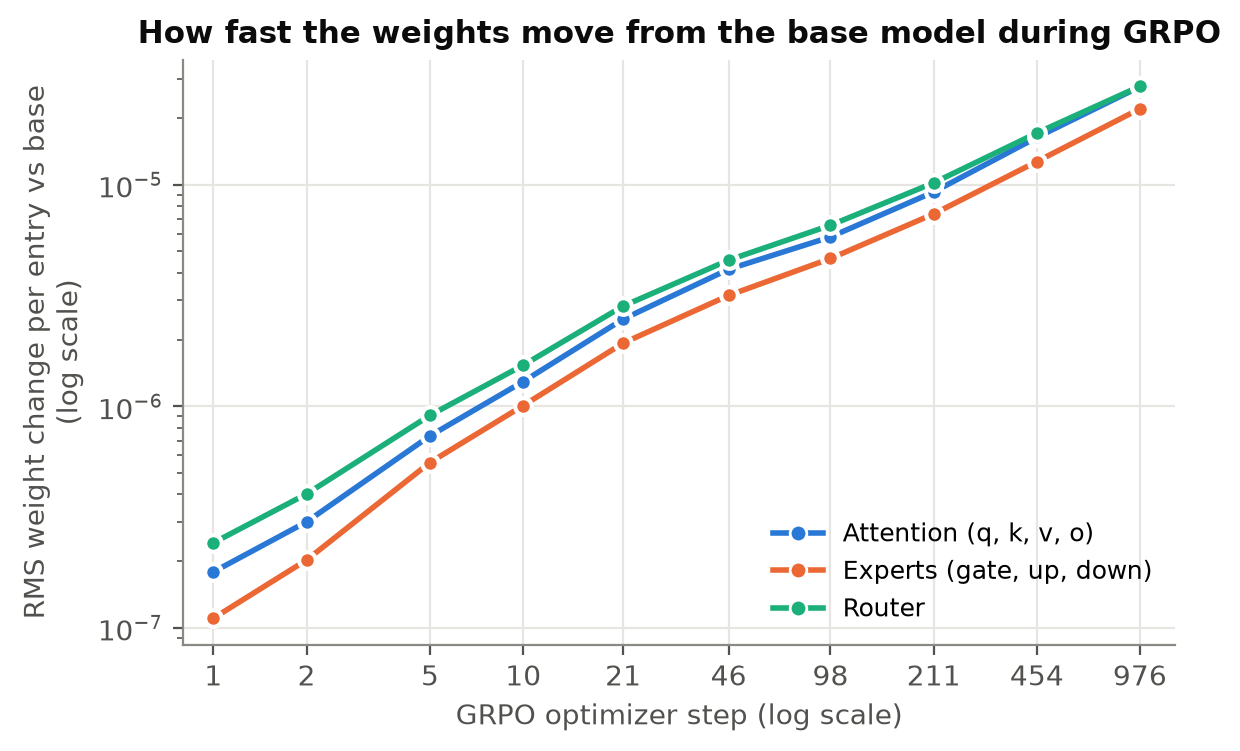 How fast the weights move from the base model during GRPO
RMS weight change per entry vs base
(log scale)
10⁻⁵
10⁻⁶
10⁻⁷
Attention (q, k, v, o)
Experts (gate, up, down)
Router
1 2 5 10 21 46 98 211 454 976
GRPO optimizer step (log scale)